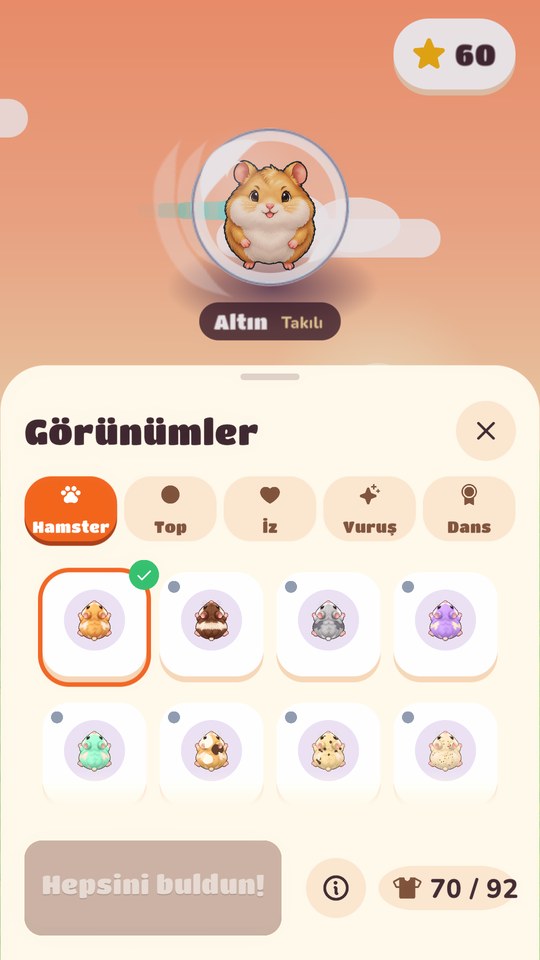 60
Altın Takılı
Görünümler
Hamster Top İz Vuruş Dans
Hepsini buldun! 70 / 92